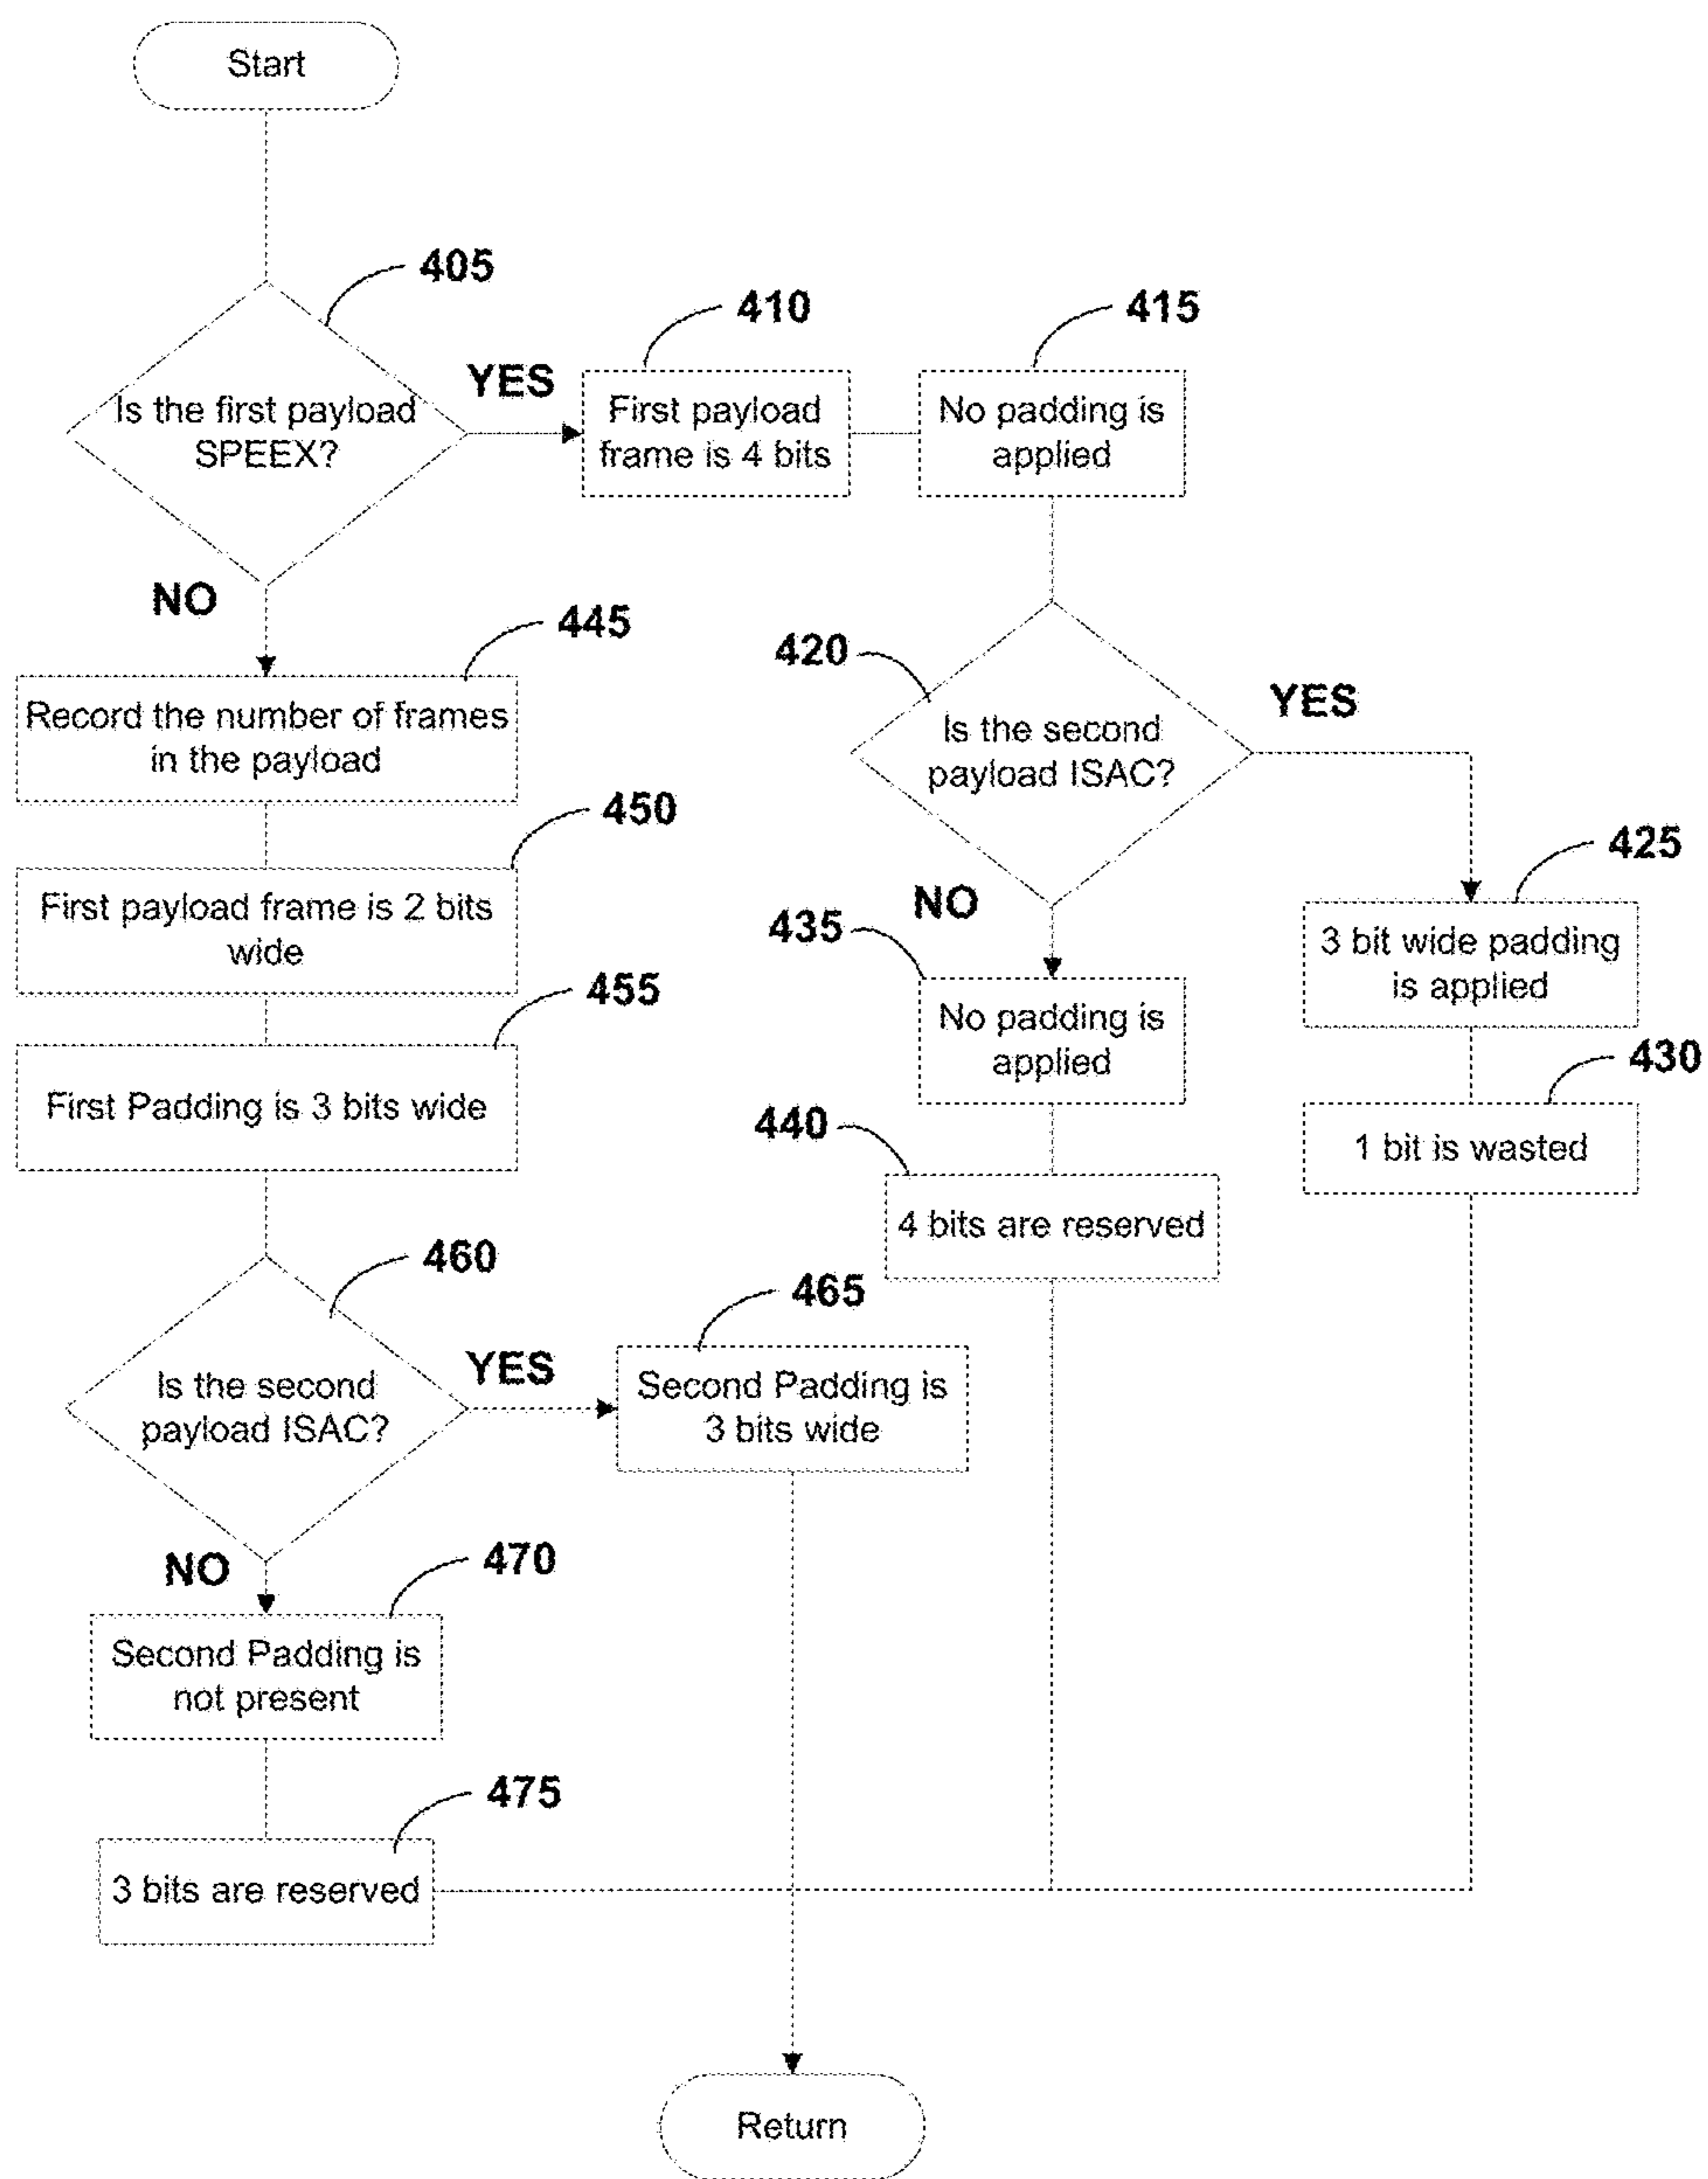 Start
405
Is the first payload
SPEEX?
YES
410
First payload
frame is 4 bits
415
No padding is
applied
NO
445
Record the number of frames
in the payload
450
First payload frame is 2 bits
wide
455
First Padding is 3 bits wide
420
Is the second
payload ISAC?
YES
425
3 bit wide padding
is applied
430
1 bit is wasted
NO
435
No padding is
applied
440
4 bits are reserved
460
Is the second
payload ISAC?
YES
465
Second Padding is
3 bits wide
NO
470
Second Padding is
not present
475
3 bits are reserved
Return